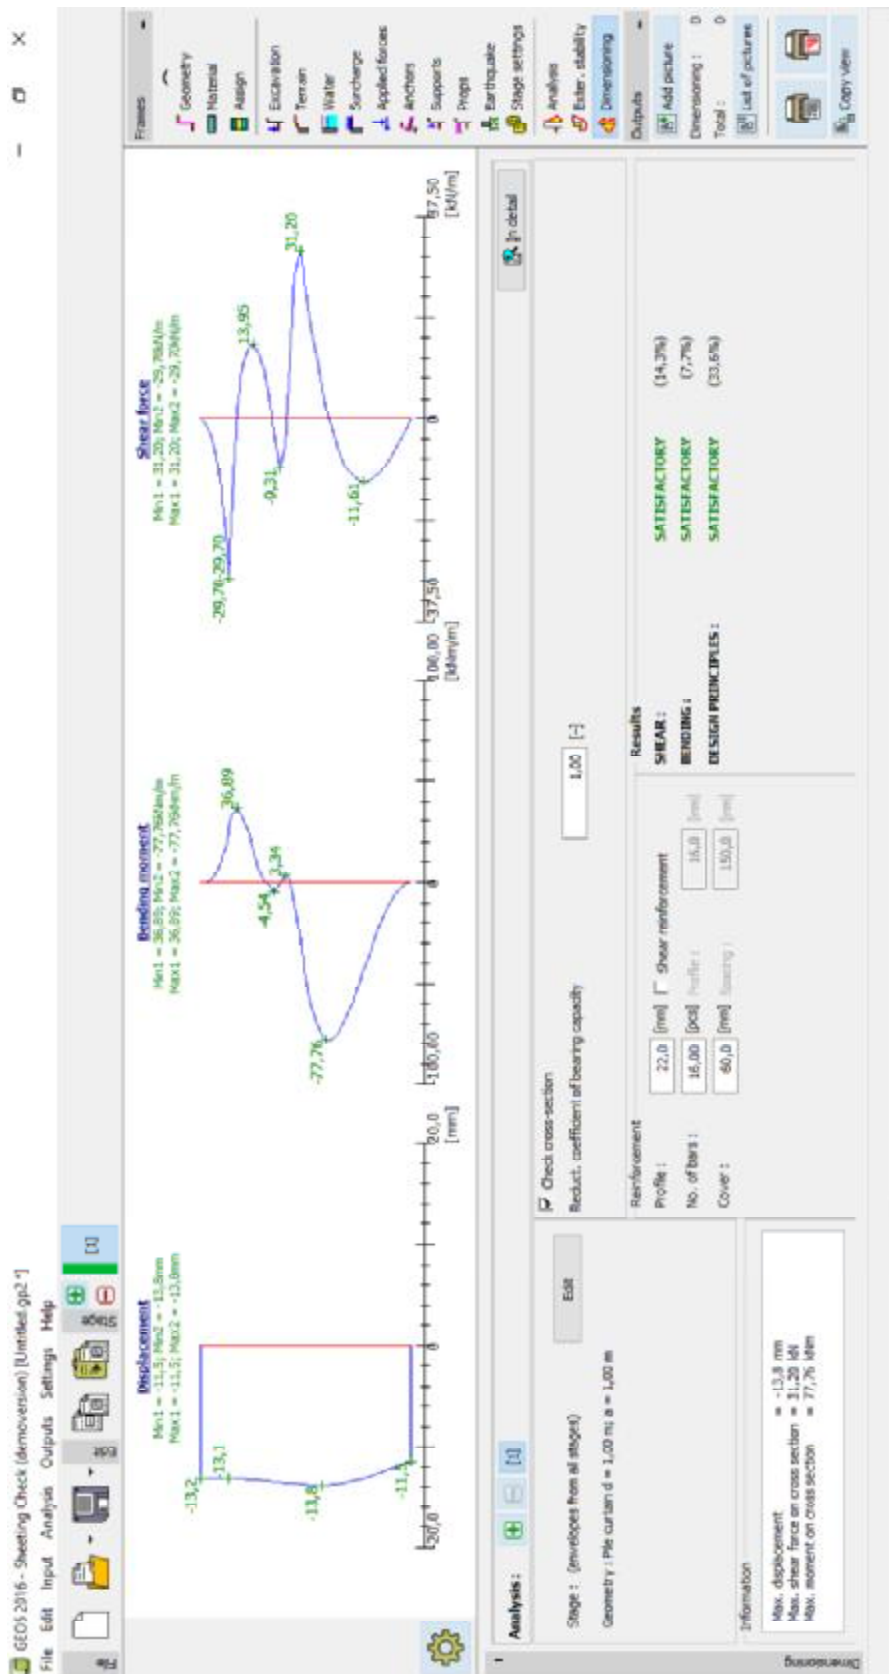 GEO5 2016 - Sheeting Check (demoversion) [Untitled.gp2 *]
File Edit Input Analysis Outputs Settings Help
File
Edit
Stage
[1]
Displacement
Min1 = -11,5; Min2 = -13,8mm
Max1 = -11,5; Max2 = -13,8mm
-13,2
-13,1
-13,8
-20,0
0
20,0
[mm]
Bending moment
Min1 = 36,89; Min2 = -77,76kNm/m
Max1 = 36,89; Max2 = -77,76kNm/m
36,89
-4,54
3,34
-77,76
-100,00
0
100,00
[kNm/m]
Shear force
Min1 = 31,20; Min2 = -29,78kN/m
Max1 = 31,20; Max2 = -29,70kN/m
-29,78
-29,70
13,95
-9,31
31,20
-11,61
-37,50
0
37,50
[kN/m]
Frames
Geometry
Material
Assign
Excavation
Terrain
Water
Surcharge
Applied forces
Anchors
Supports
Props
Earthquake
Stage settings
Analysis
Exter. stability
Dimensioning
Outputs
Add picture
Dimensioning : 0
Total : 0
List of pictures
Copy view
Analysis : [1]
In detail
Stage : (envelopes from all stages)
Edit
Geometry : Pile curtain d = 1,00 m; a = 1,00 m
Information
Max. displacement = -13,8 mm
Max. shear force on cross section = 31,20 kN
Max. moment on cross section = 77,76 kNm
Check cross-section
Reduct. coefficient of bearing capacity 1,00 [–]
Reinforcement
Profile : 22,0 [mm] Shear reinforcement
No. of bars : 16,00 [pcs] Profile : 16,0 [mm]
Cover : 60,0 [mm] Spacing : 150,0 [mm]
Results
SHEAR : SATISFACTORY (14,3%)
BENDING : SATISFACTORY (7,7%)
DESIGN PRINCIPLES : SATISFACTORY (33,6%)
Dimensioning